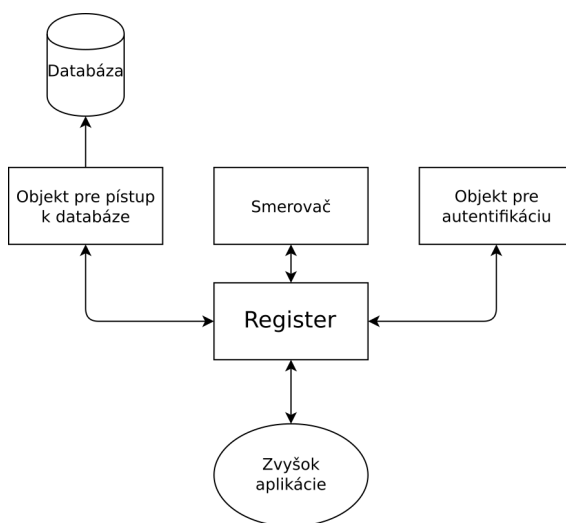 Databáza
Objekt pre pístup
k databáze
Smerovač
Objekt pre
autentifikáciu
Register
Zvyšok
aplikácie